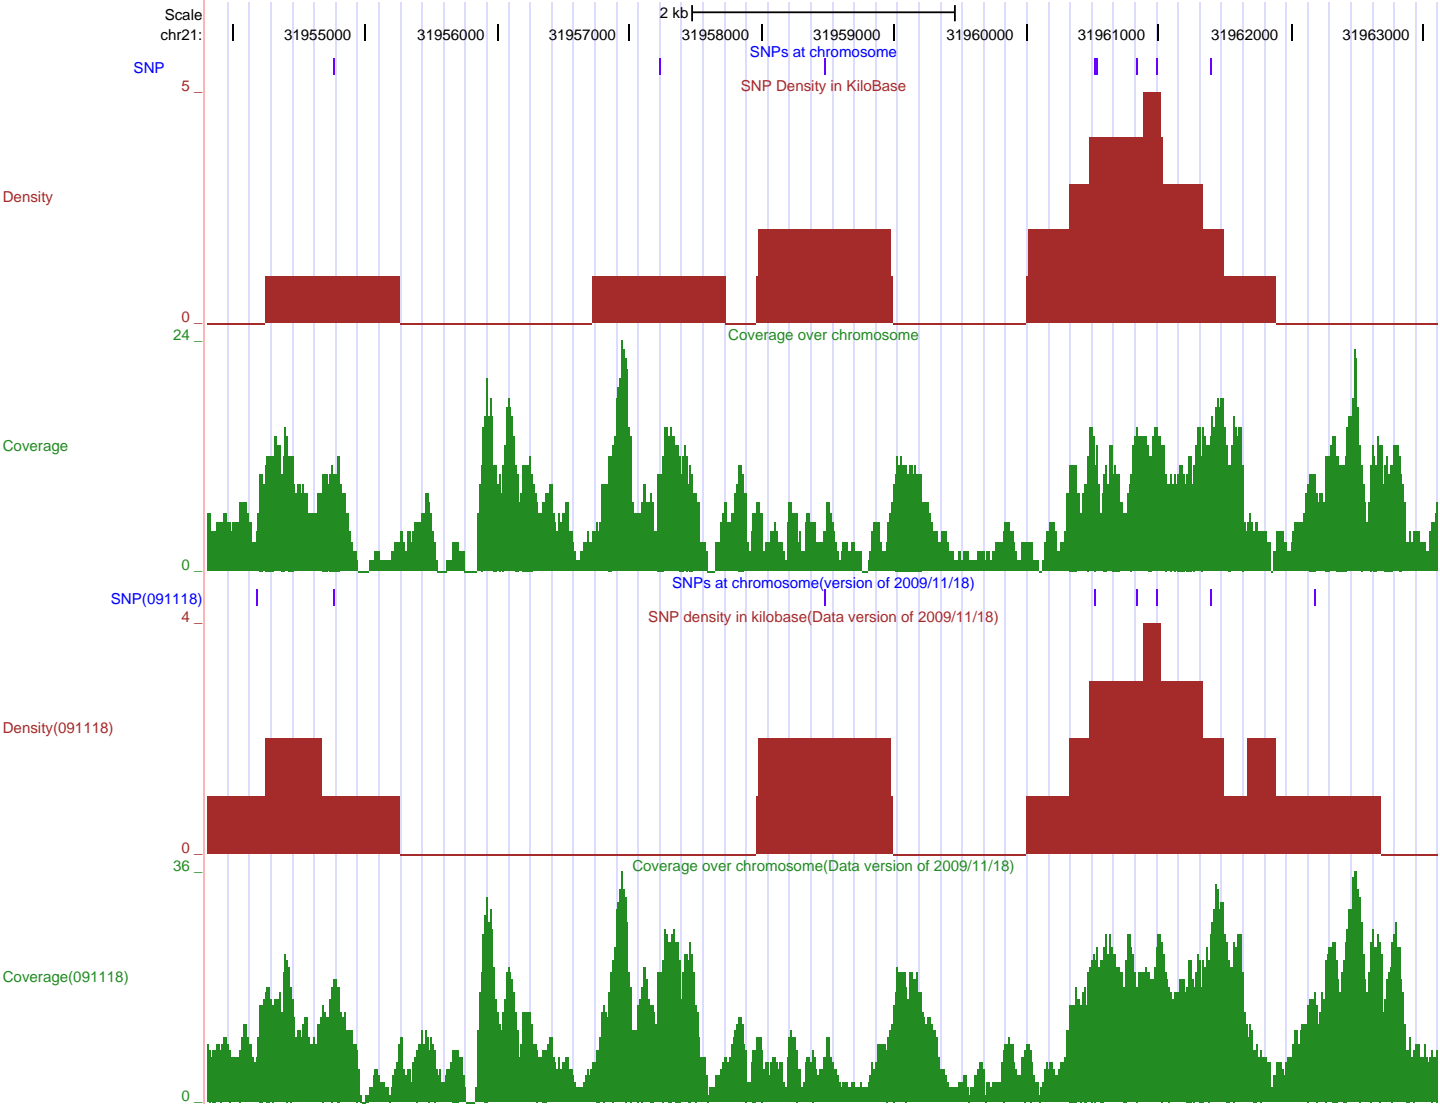 Scale 2 kb
chr21: 31955000 31956000 31957000 31958000 31959000 31960000 31961000 31962000 31963000
SNPs at chromosome
SNP
SNP Density in KiloBase
5 _
Density
0 _
Coverage over chromosome
24 _
Coverage
0 _
SNPs at chromosome(version of 2009/11/18)
SNP(091118)
SNP density in kilobase(Data version of 2009/11/18)
4 _
Density(091118)
0 _
Coverage over chromosome(Data version of 2009/11/18)
36 _
Coverage(091118)
0 _